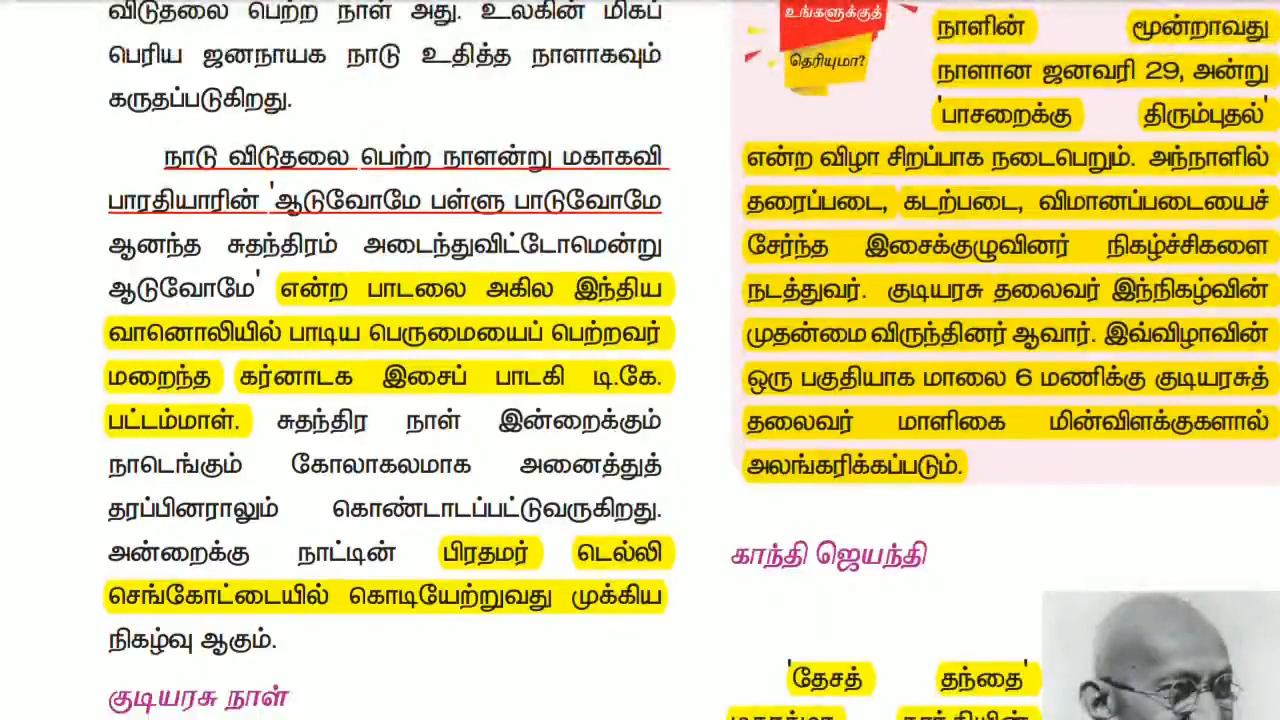 விடுதலை பெற்ற நாள் அது. உலகின் மிகப்
பெரிய ஜனநாயக நாடு உதித்த நாளாகவும்
கருதப்படுகிறது.
நாடு விடுதலை பெற்ற நாளன்று மகாகவி
பாரதியாரின் 'ஆடுவோமே பள்ளு பாடுவோமே
ஆனந்த சுதந்திரம் அடைந்துவிட்டோமென்று
ஆடுவோமே' என்ற பாடலை அகில இந்திய
வானொலியில் பாடிய பெருமையைப் பெற்றவர்
மறைந்த கர்னாடக இசைப் பாடகி டி.கே.
பட்டம்மாள். சுதந்திர நாள் இன்றைக்கும்
நாடெங்கும் கோலாகலமாக அனைத்துத்
தரப்பினராலும் கொண்டாடப்பட்டுவருகிறது.
அன்றைக்கு நாட்டின் பிரதமர் டெல்லி
செங்கோட்டையில் கொடியேற்றுவது முக்கிய
நிகழ்வு ஆகும்.
குடியரசு நாள்
உங்களுக்குத்
தெரியுமா?
நாளின் மூன்றாவது
நாளான ஜனவரி 29, அன்று
'பாசறைக்கு திரும்புதல்'
என்ற விழா சிறப்பாக நடைபெறும். அந்நாளில்
தரைப்படை, கடற்படை, விமானப்படையைச்
சேர்ந்த இசைக்குழுவினர் நிகழ்ச்சிகளை
நடத்துவர். குடியரசு தலைவர் இந்நிகழ்வின்
முதன்மை விருந்தினர் ஆவார். இவ்விழாவின்
ஒரு பகுதியாக மாலை 6 மணிக்கு குடியரசுத்
தலைவர் மாளிகை மின்விளக்குகளால்
அலங்கரிக்கப்படும்.
காந்தி ஜெயந்தி
'தேசத் தந்தை'
மகாத்மா காந்தியின்